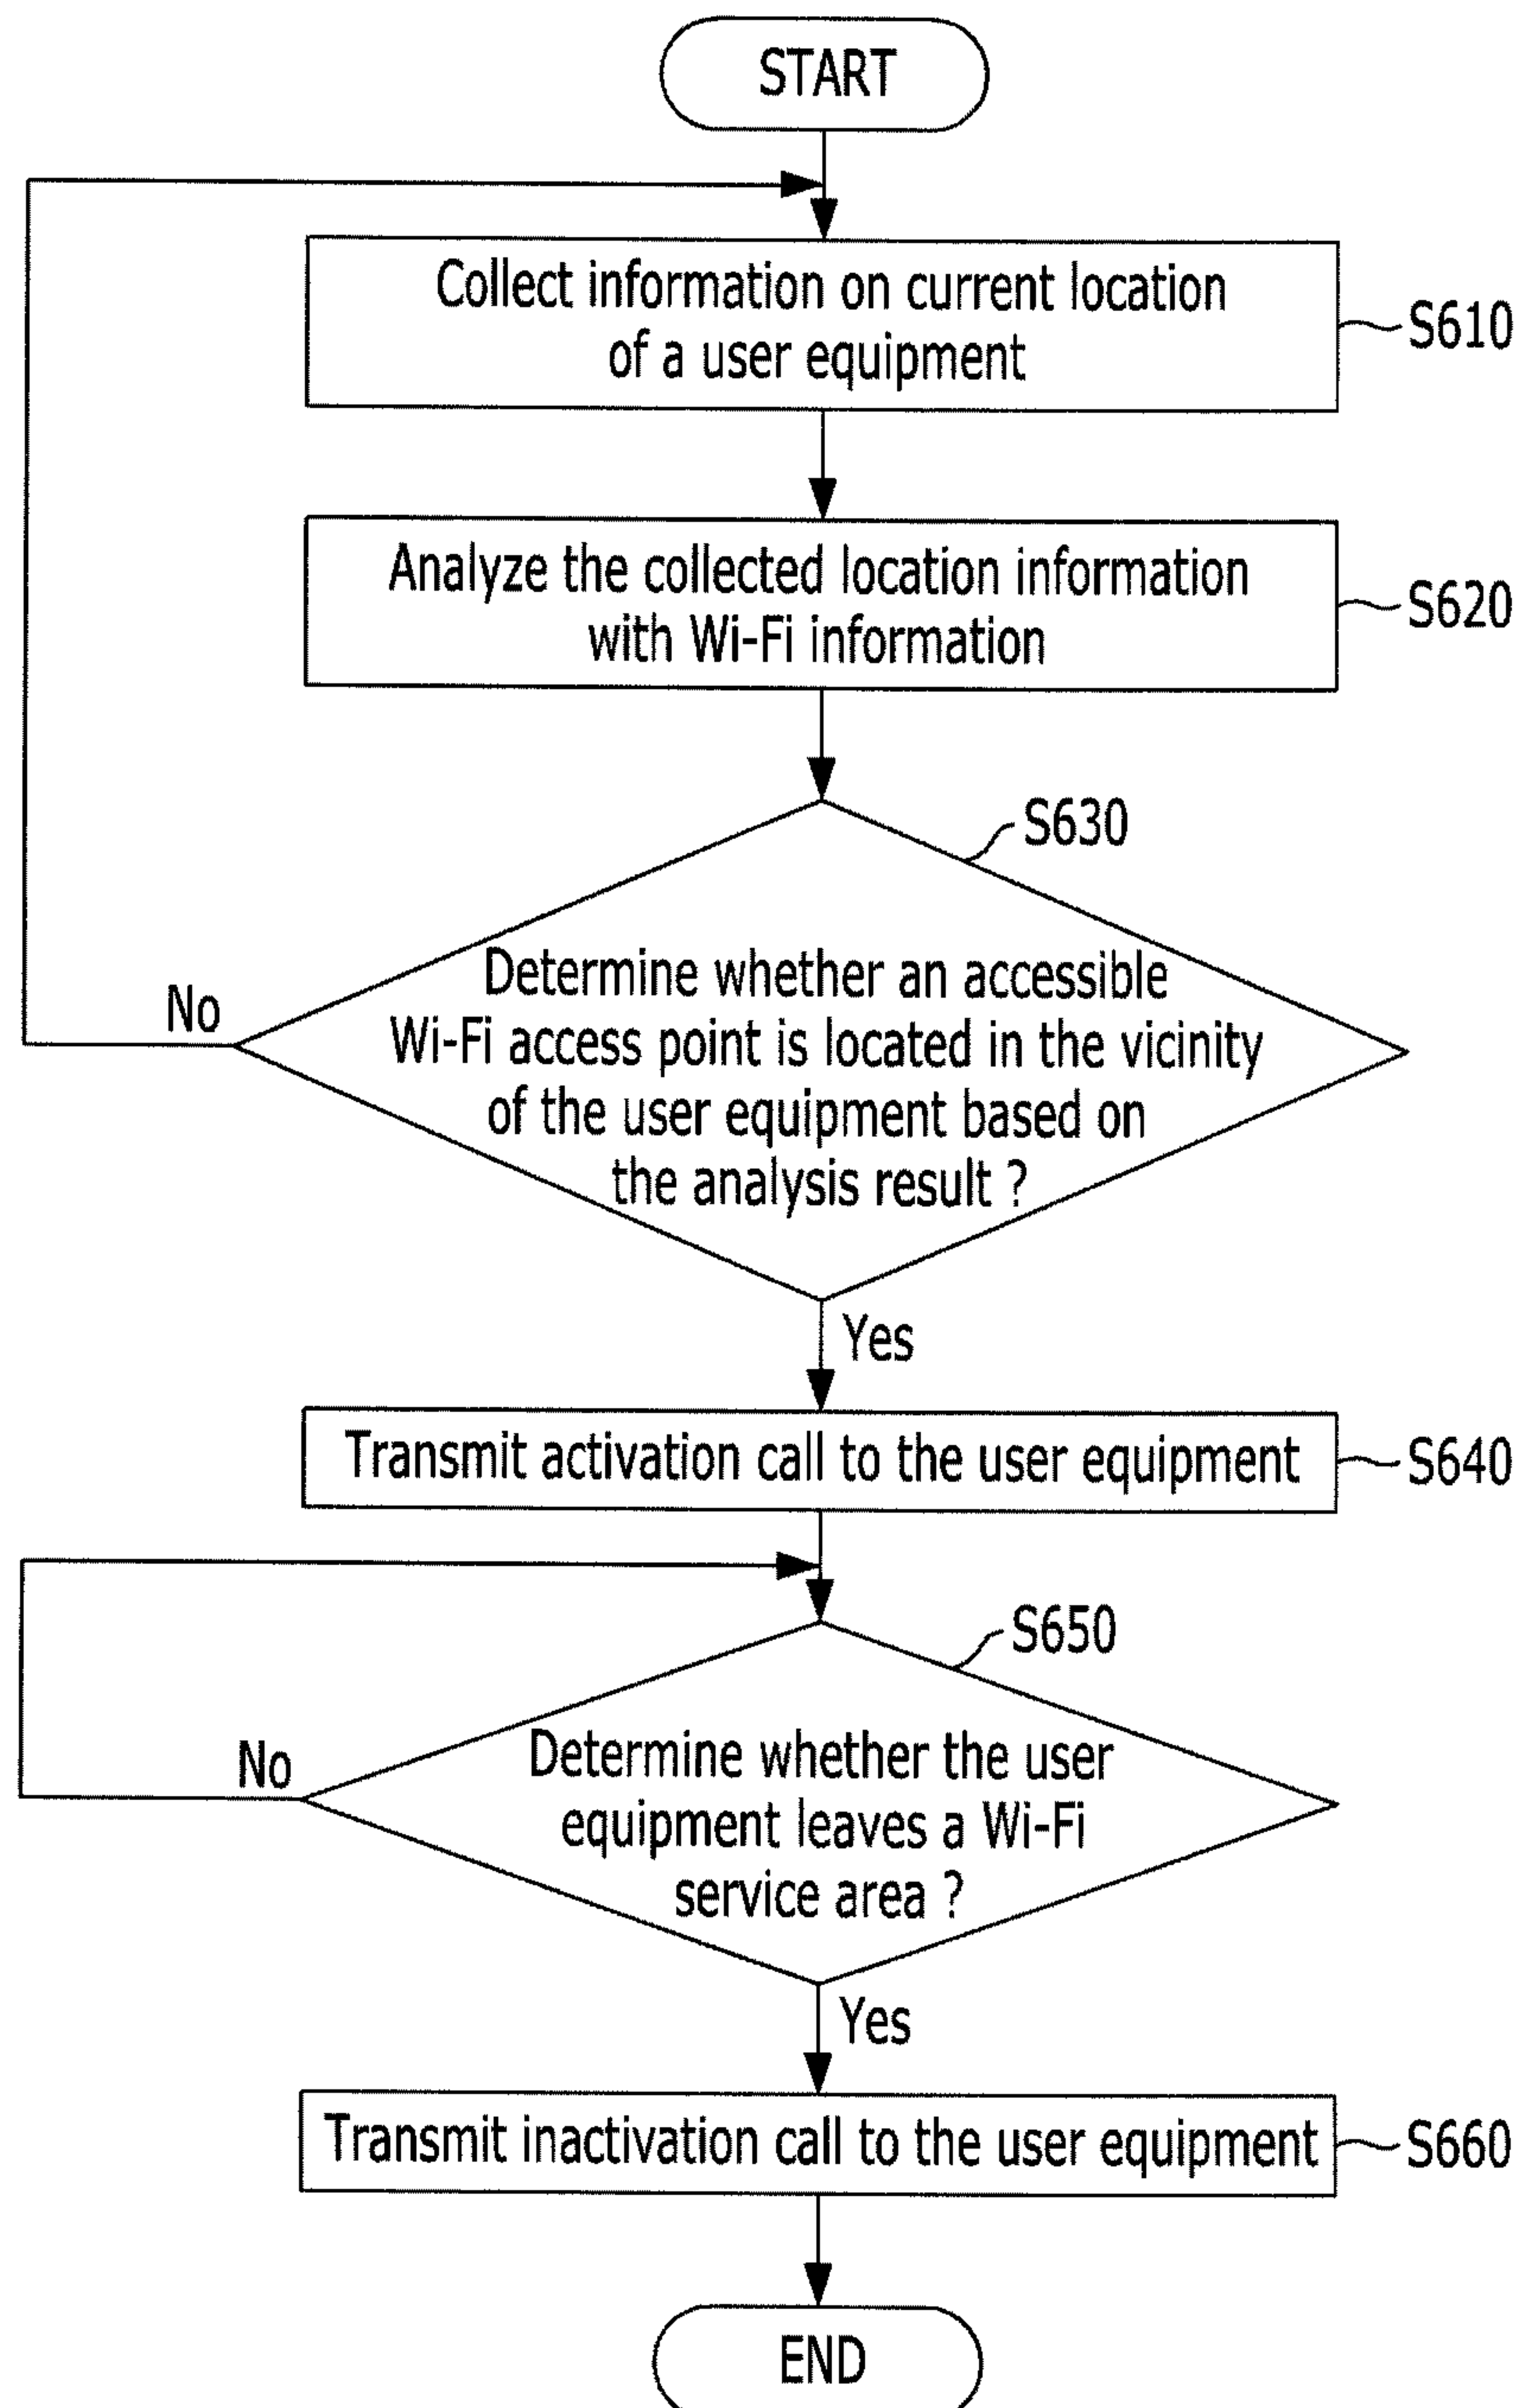 START
Collect information on current location
of a user equipment
S610
Analyze the collected location information
with Wi-Fi information
S620
S630
Determine whether an accessible
Wi-Fi access point is located in the vicinity
of the user equipment based on
the analysis result ?
No
Yes
Transmit activation call to the user equipment
S640
S650
Determine whether the user
equipment leaves a Wi-Fi
service area ?
No
Yes
Transmit inactivation call to the user equipment
S660
END